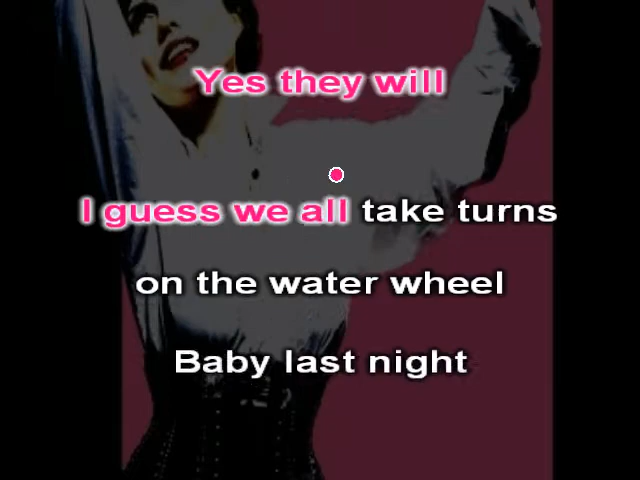 Yes they will
I guess we all take turns
on the water wheel
Baby last night